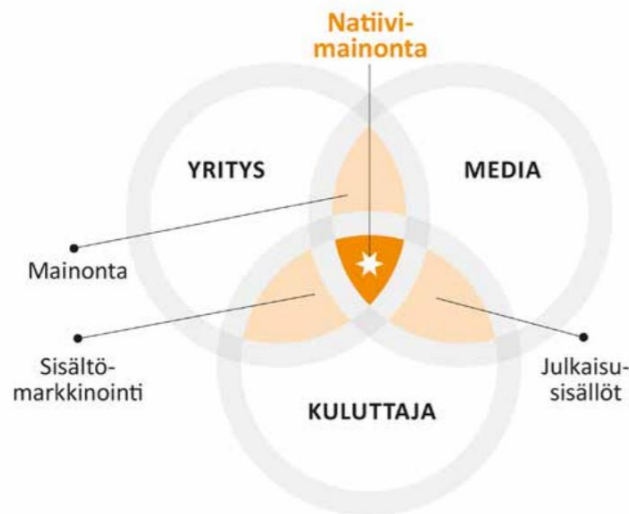 Natiivi-
mainonta
YRITYS
MEDIA
Mainonta
Sisältö-
markkinointi
Julkaisu-
sisällöt
KULUTTAJA